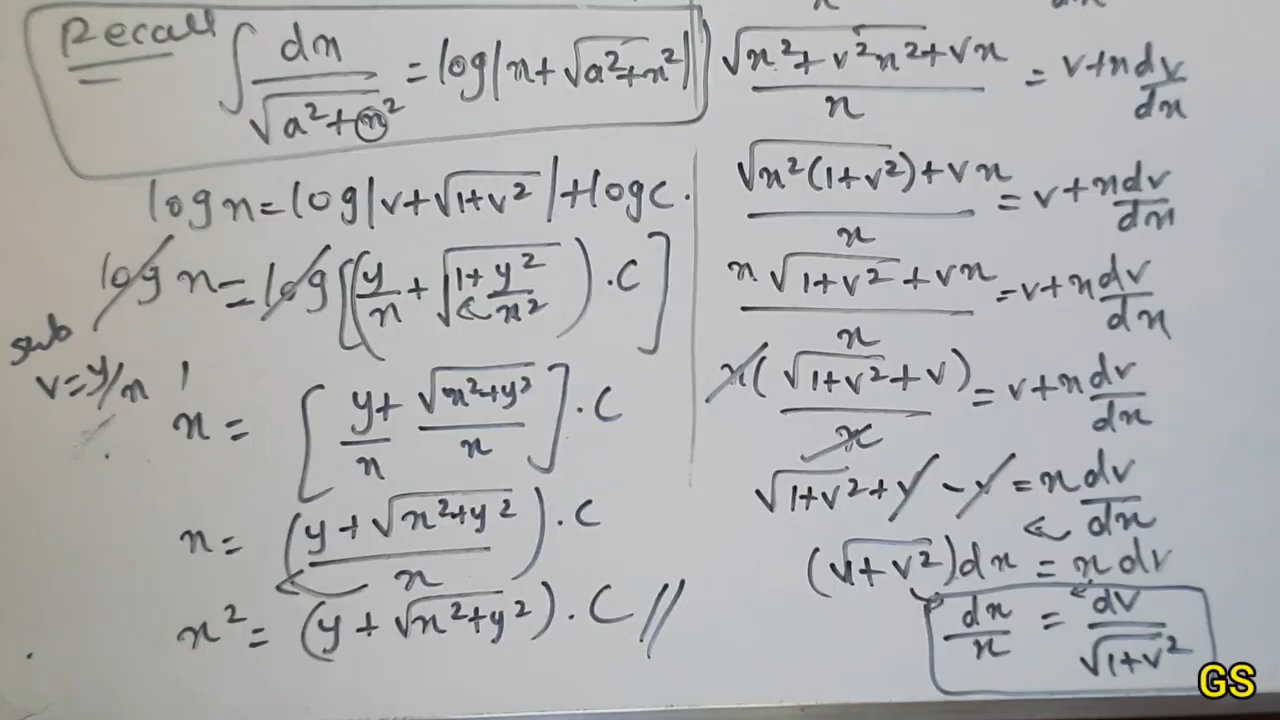 Recall ∫ dx/√(a²+x²) = log|x+√(a²+x²)|
log x = log|v+√(1+v²)|+log c.
log x = log[(y/x + √(1+y²/x²)).C]
sub
v=y/x
x = [y/x + √(x²+y²)/x].C
x = ((y+√(x²+y²))/x).C
x² = (y+√(x²+y²)).C //
(√(x²+v²x²)+vx)/x = v+x dv/dx
(√(x²(1+v²))+vx)/x = v+x dv/dx
(x√(1+v²)+vx)/x = v+x dv/dx
x(√(1+v²)+v)/x = v+x dv/dx
√(1+v²)+v-v = x dv/dx
(√(1+v²))dx = x dv
dx/x = dv/√(1+v²)
GS